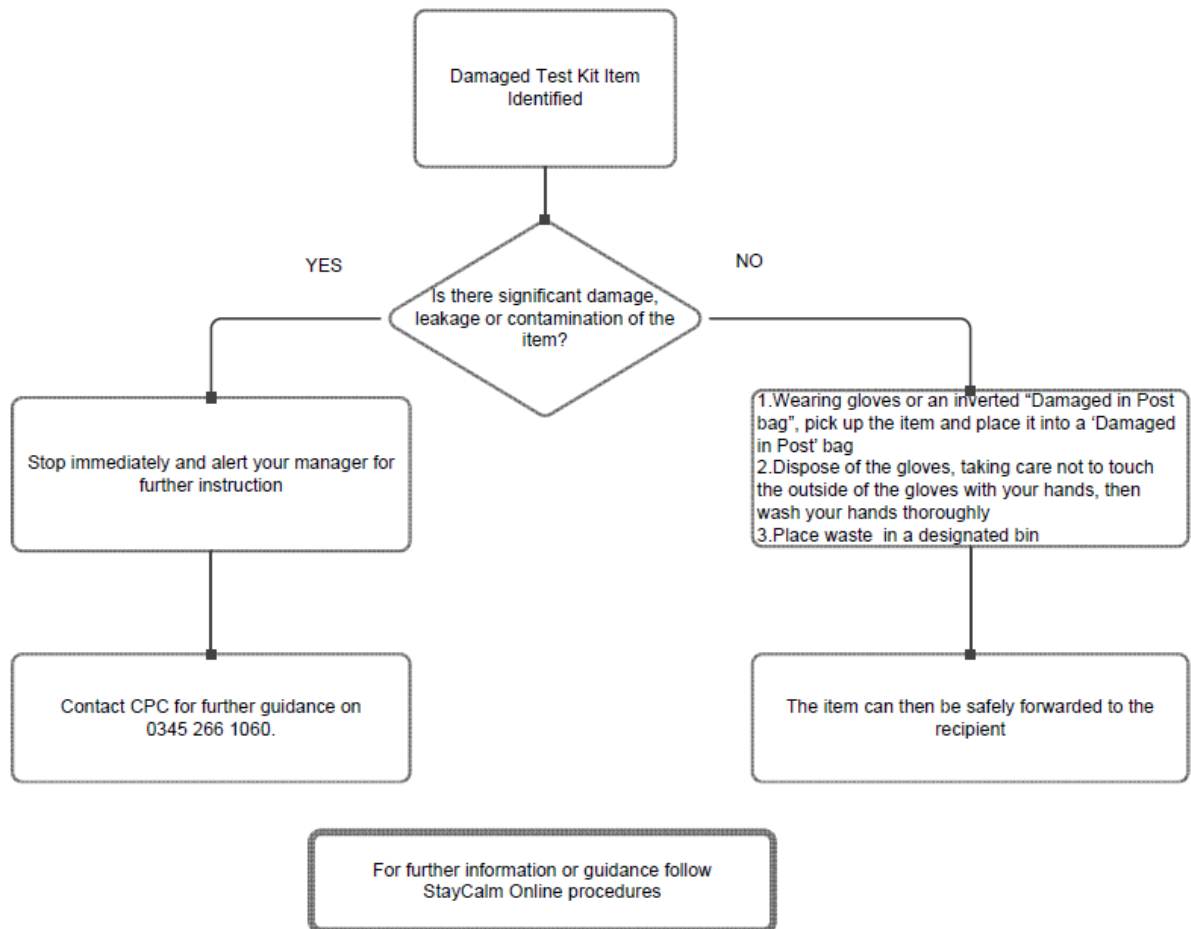 Damaged Test Kit Item
Identified
YES
NO
Is there significant damage,
leakage or contamination of the
item?
Stop immediately and alert your manager for
further instruction
1.Wearing gloves or an inverted “Damaged in Post
bag”, pick up the item and place it into a ‘Damaged
in Post’ bag
2.Dispose of the gloves, taking care not to touch
the outside of the gloves with your hands, then
wash your hands thoroughly
3.Place waste  in a designated bin
Contact CPC for further guidance on
0345 266 1060.
The item can then be safely forwarded to the
recipient
For further information or guidance follow
StayCalm Online procedures